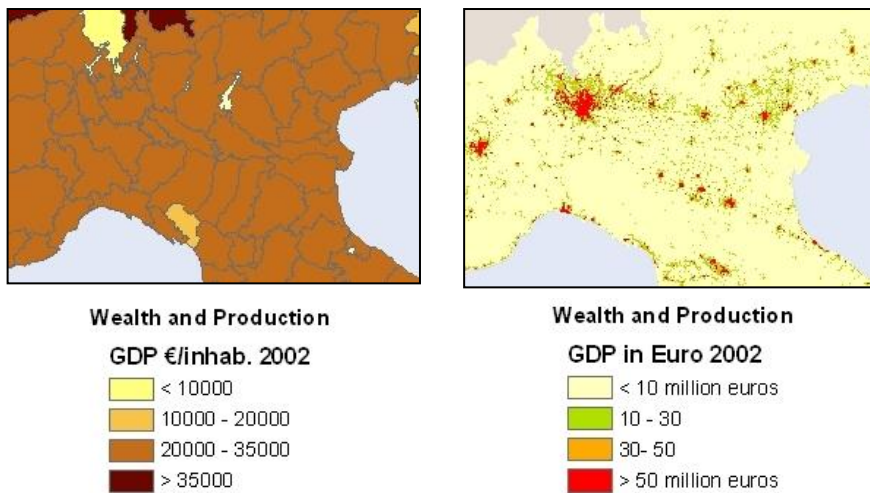 Wealth and Production
GDP €/inhab. 2002
< 10000
10000 - 20000
20000 - 35000
> 35000
Wealth and Production
GDP in Euro 2002
< 10 million euros
10 - 30
30- 50
> 50 million euros